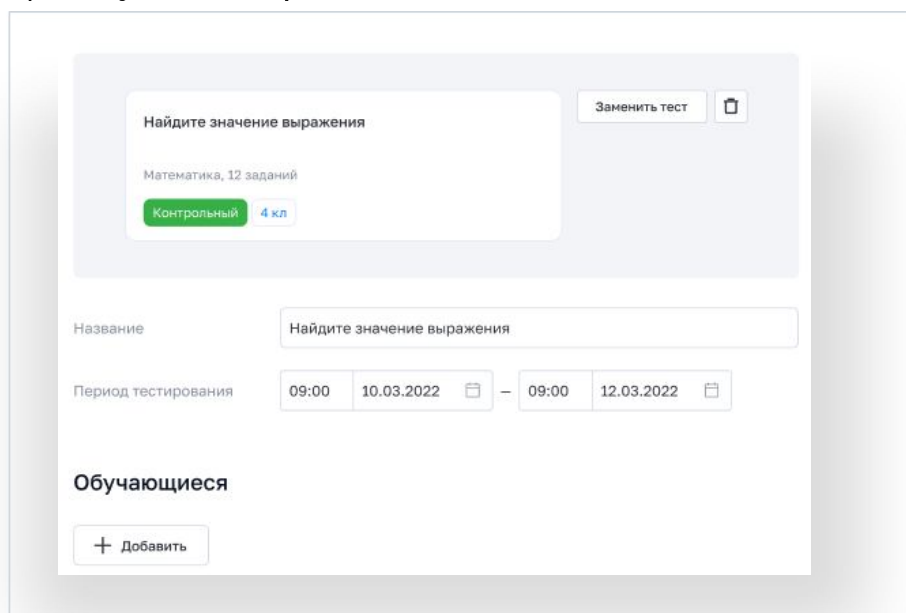 Найдите значение выражения
Заменить тест
Математика, 12 заданий
Контрольный 4 кл
Название Найдите значение выражения
Период тестирования 09:00 10.03.2022 – 09:00 12.03.2022
Обучающиеся
+ Добавить